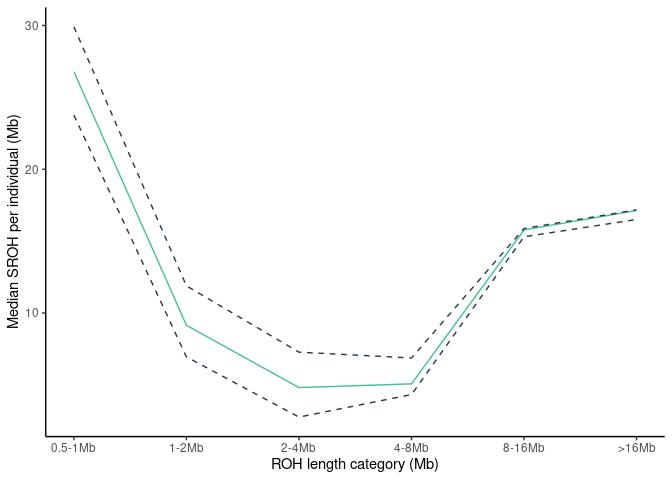 Median SROH per individual (Mb)
30
20
10
0.5-1Mb 1-2Mb 2-4Mb 4-8Mb 8-16Mb >16Mb
ROH length category (Mb)